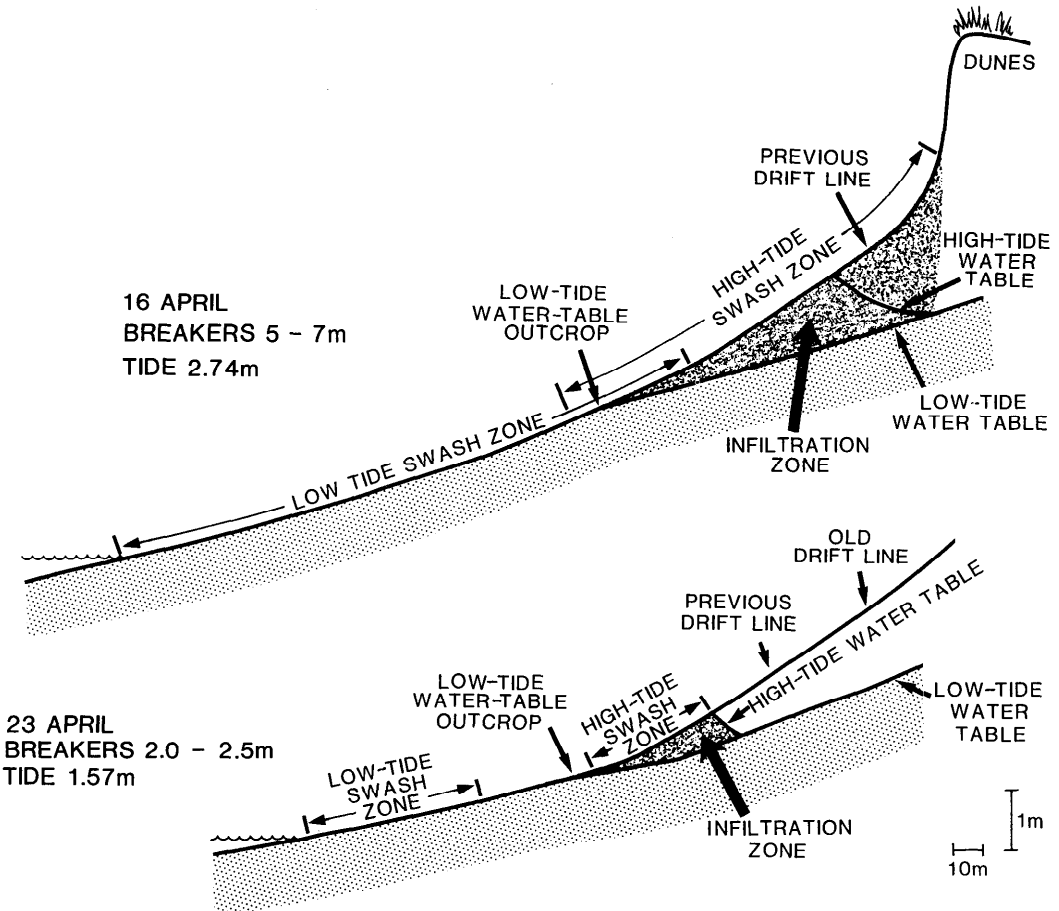 DUNES
PREVIOUS
DRIFT LINE
HIGH-TIDE
SWASH ZONE
HIGH-TIDE
WATER
TABLE
LOW-TIDE
WATER-TABLE
OUTCROP
16 APRIL
BREAKERS 5 - 7m
TIDE 2.74m
LOW-TIDE
WATER TABLE
INFILTRATION
ZONE
LOW TIDE SWASH ZONE
OLD
DRIFT LINE
PREVIOUS
DRIFT LINE
HIGH-TIDE WATER TABLE
LOW-TIDE
WATER-TABLE
OUTCROP
HIGH-TIDE
SWASH
ZONE
LOW-TIDE
WATER
TABLE
23 APRIL
BREAKERS 2.0 - 2.5m
TIDE 1.57m
LOW-TIDE
SWASH
ZONE
INFILTRATION
ZONE
1m
10m